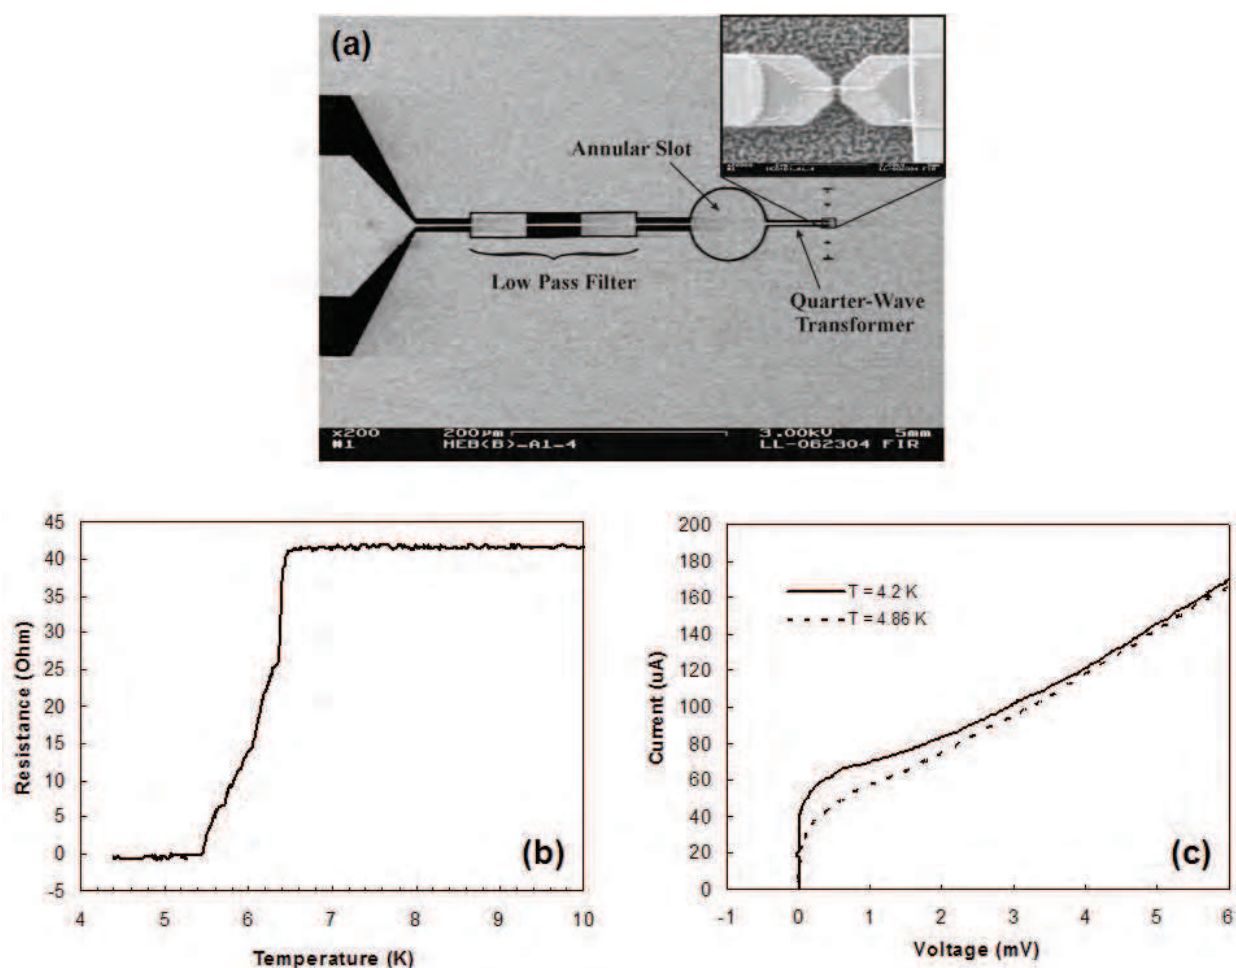 (a)
Annular Slot
Low Pass Filter
Quarter-Wave
Transformer
x200 200μm 3.00kV 5mm
#1 HEB(B)_A1_4 LL-062304 FIR
Resistance (Ohm)
45
40
35
30
25
20
15
10
5
0
-5
4 5 6 7 8 9 10
Temperature (K)
(b)
Current (uA)
200
180
160
140
120
100
80
60
40
20
0
T = 4.2 K
T = 4.86 K
-1 0 1 2 3 4 5 6
Voltage (mV)
(c)